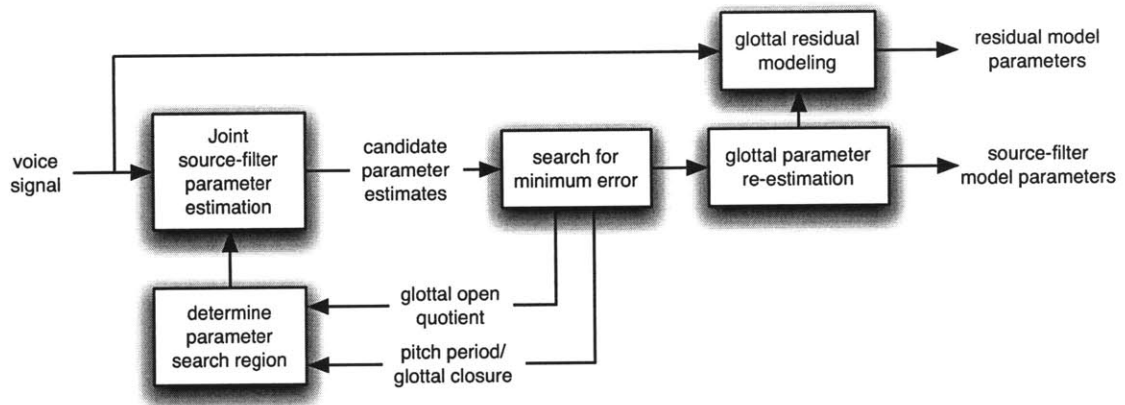 glottal residual
modeling
residual model
parameters
voice
signal
Joint
source-filter
parameter
estimation
candidate
parameter
estimates
search for
minimum error
glottal parameter
re-estimation
source-filter
model parameters
determine
parameter
search region
glottal open
quotient
pitch period/
glottal closure